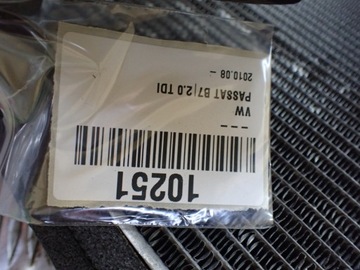 10251
– – –
VW
PASSAT B7|2.0 TDI
2010.08 –